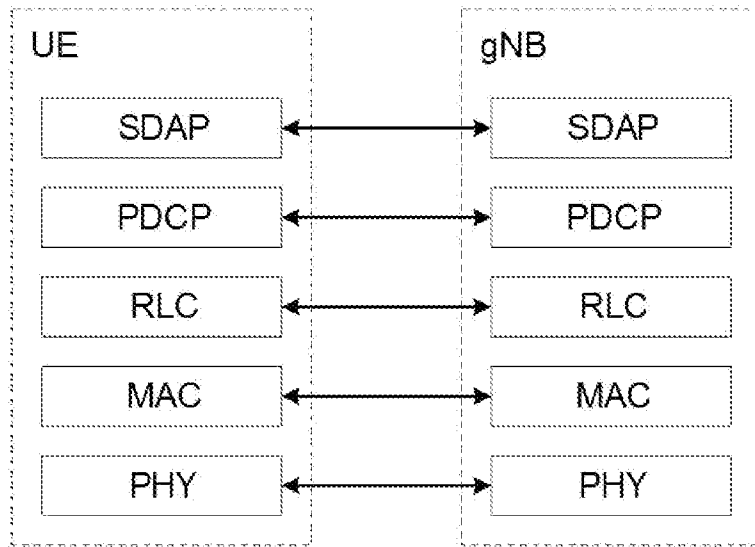 UE gNB
SDAP SDAP
PDCP PDCP
RLC RLC
MAC MAC
PHY PHY